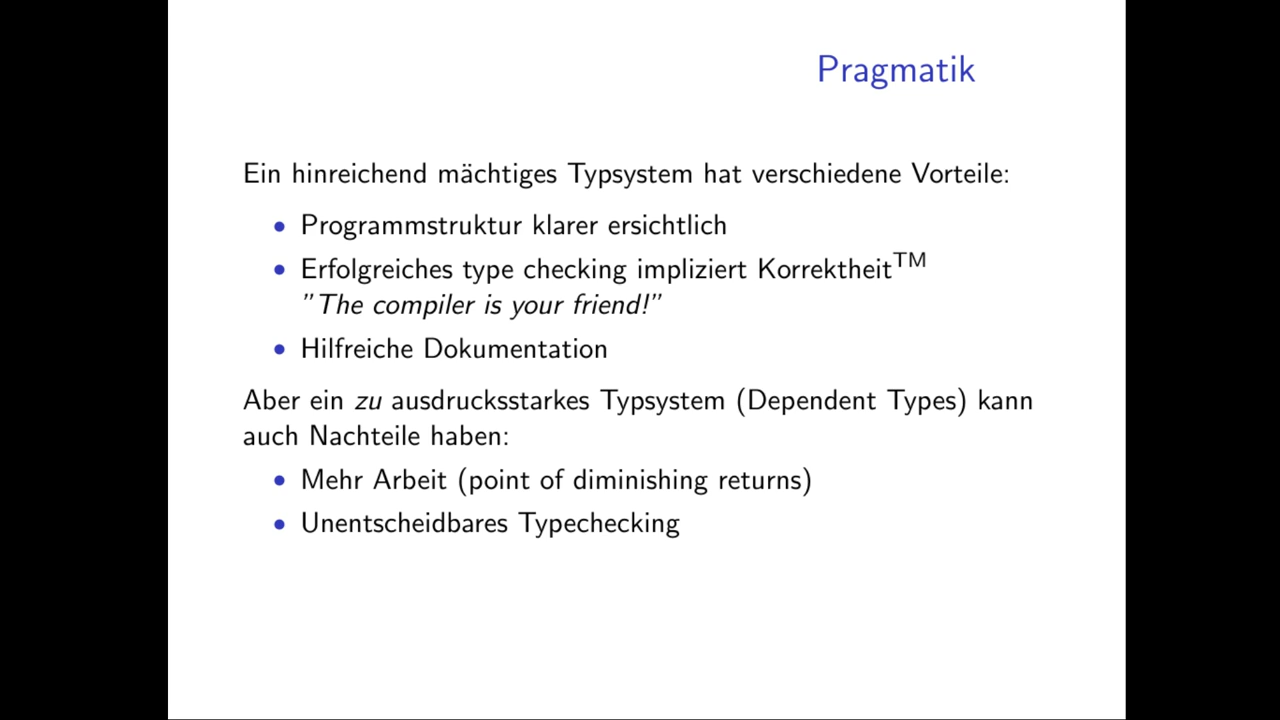 Pragmatik
Ein hinreichend mächtiges Typsystem hat verschiedene Vorteile:
• Programmstruktur klarer ersichtlich
• Erfolgreiches type checking impliziert Korrektheit™
”The compiler is your friend!”
• Hilfreiche Dokumentation
Aber ein zu ausdrucksstarkes Typsystem (Dependent Types) kann
auch Nachteile haben:
• Mehr Arbeit (point of diminishing returns)
• Unentscheidbares Typechecking